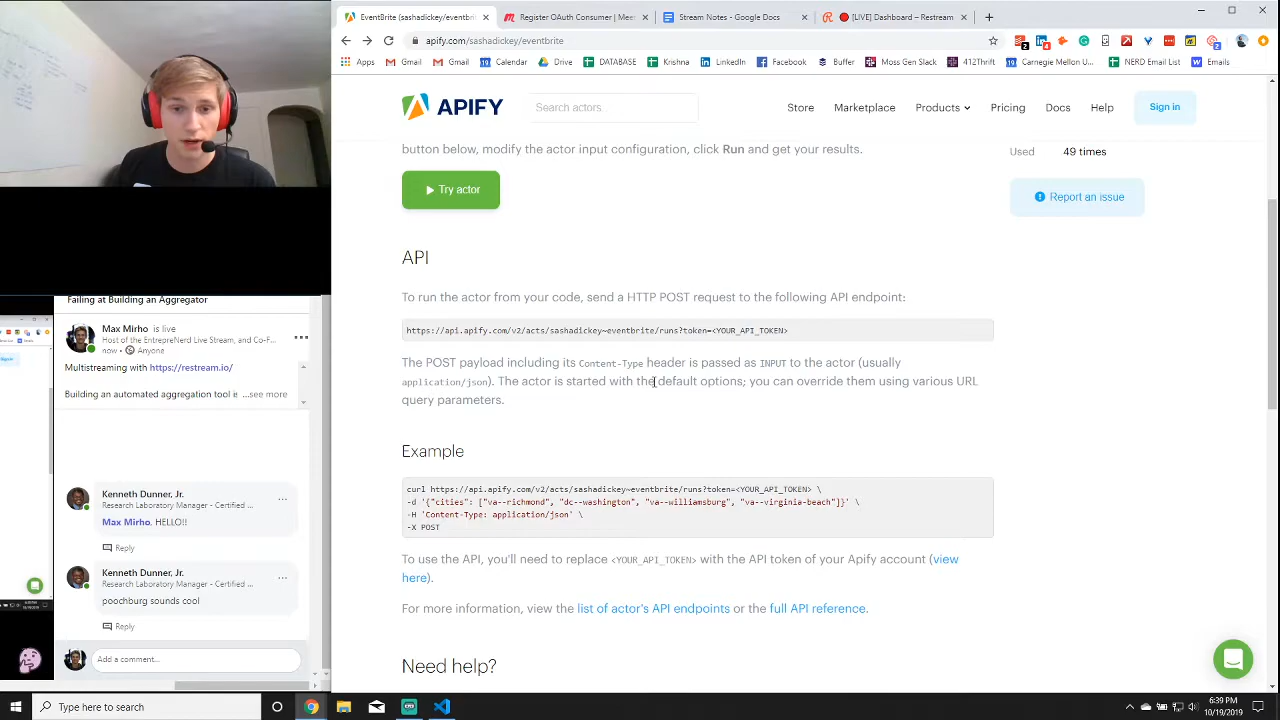 EventBrite (sashadickey/eventbri
Register OAuth Consumer | Mee
Stream Notes - Google Docs
[LIVE] Dashboard – Restream
apify.com/sashadickey/eventbrite
Apps
Gmail
Gmail
Calendar
Drive
DATABASE
Krishna
LinkedIn
Facebook
Buffer
Moss Gen Slack
412Thrift
Carnegie Mellon U...
NERD Email List
Emails
APIFY
Search actors
Store
Marketplace
Products
Pricing
Docs
Help
Sign in
button below, modify the actor input configuration, click Run and get your results.
Used 49 times
Try actor
Report an issue
API
To run the actor from your code, send a HTTP POST request to the following API endpoint:
https://api.apify.com/v2/acts/sashadickey~eventbrite/runs?token=<YOUR_API_TOKEN>
The POST payload including its Content-Type header is passed as INPUT to the actor (usually
application/json). The actor is started with the default options; you can override them using various URL
query parameters.
Example
curl https://api.apify.com/v2/acts/sashadickey~eventbrite/runs?token=<YOUR_API_TOKEN> \
-d '{"cities": ["va--richmond", "dc--washington", "va--williamsburg", "va--virginia-beach"]}' \
-H 'Content-Type: application/json' \
-X POST
To use the API, you'll need to replace <YOUR_API_TOKEN> with the API token of your Apify account (view
here).
For more information, view the list of actor's API endpoints or the full API reference.
Need help?
Failing at Building an Aggregator
Max Mirho is live
Host of the EntrepreNerd Live Stream, and Co-F...
now • Anyone
Multistreaming with https://restream.io/
Building an automated aggregation tool is ...see more
Kenneth Dunner, Jr.
Research Laboratory Manager - Certified ...
Max Mirho. HELLO!!
Reply
Kenneth Dunner, Jr.
Research Laboratory Manager - Certified ...
poochburg sounds cool
Reply
Add a comment...
Type here to search
6:39 PM
10/19/2019